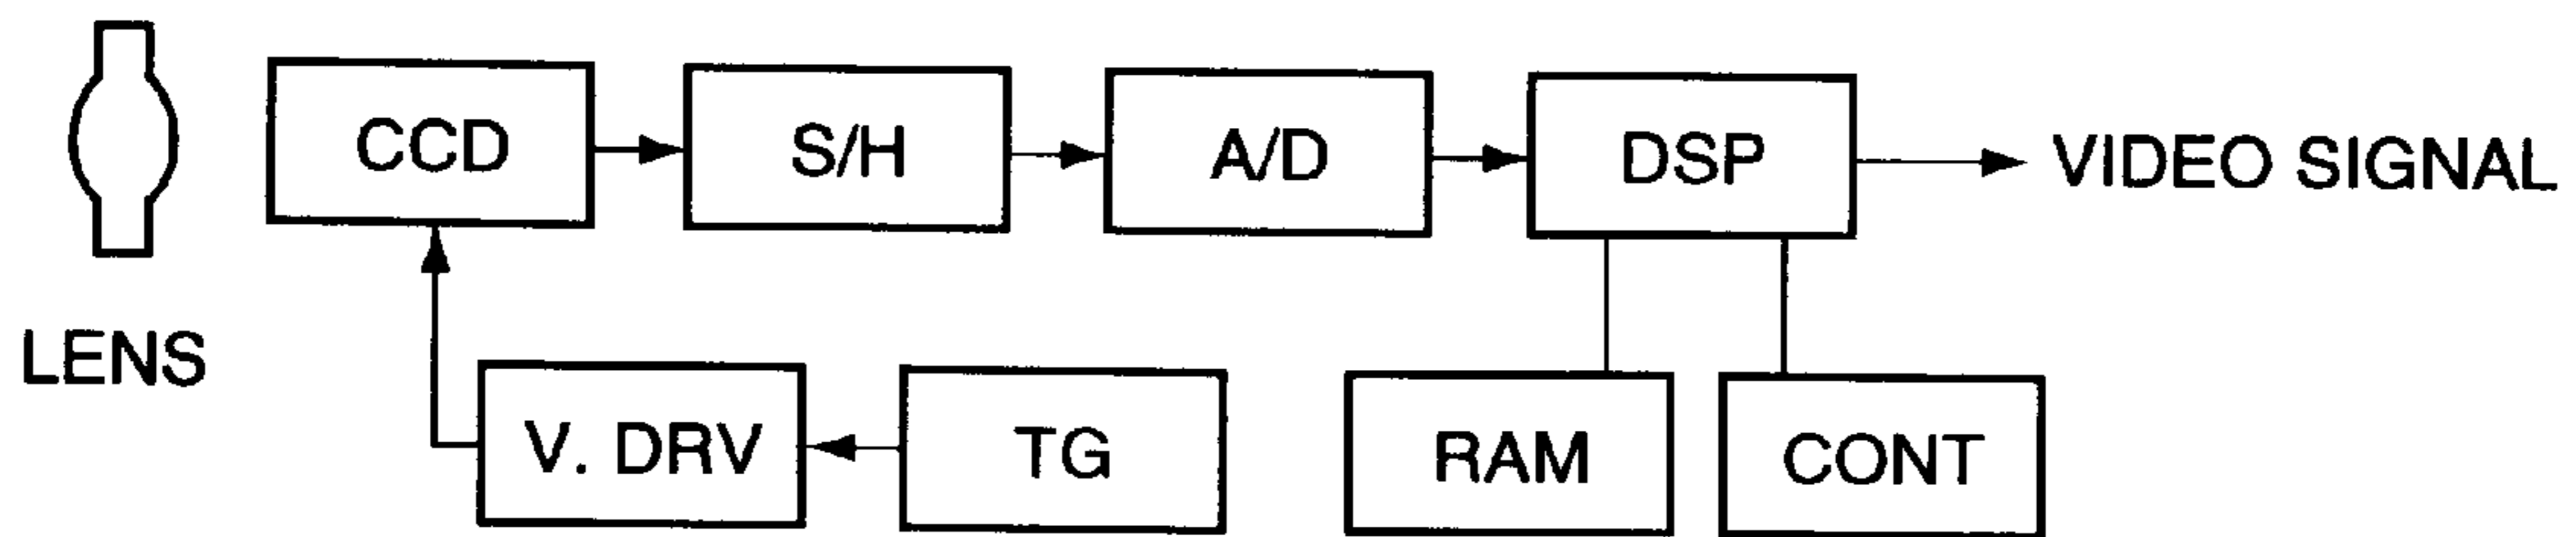 CCD
S/H
A/D
DSP
VIDEO SIGNAL
LENS
V. DRV
TG
RAM
CONT